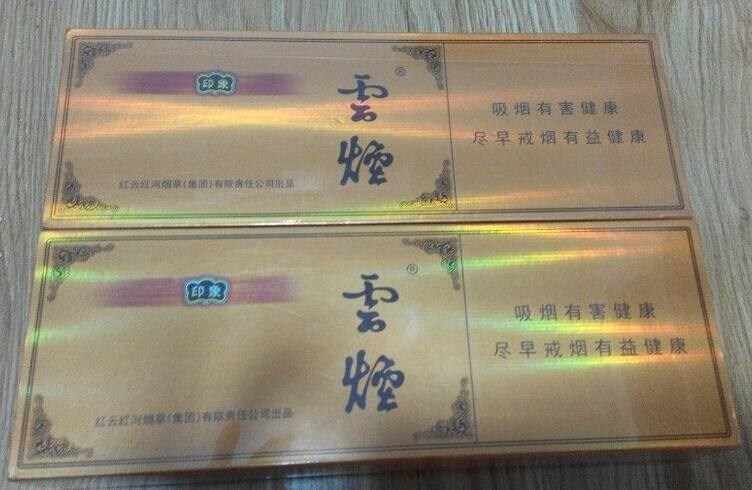 印象
雲煙®
红云红河烟草(集团)有限责任公司出品
吸烟有害健康
尽早戒烟有益健康
印象
雲煙®
红云红河烟草(集团)有限责任公司出品
吸烟有害健康
尽早戒烟有益健康